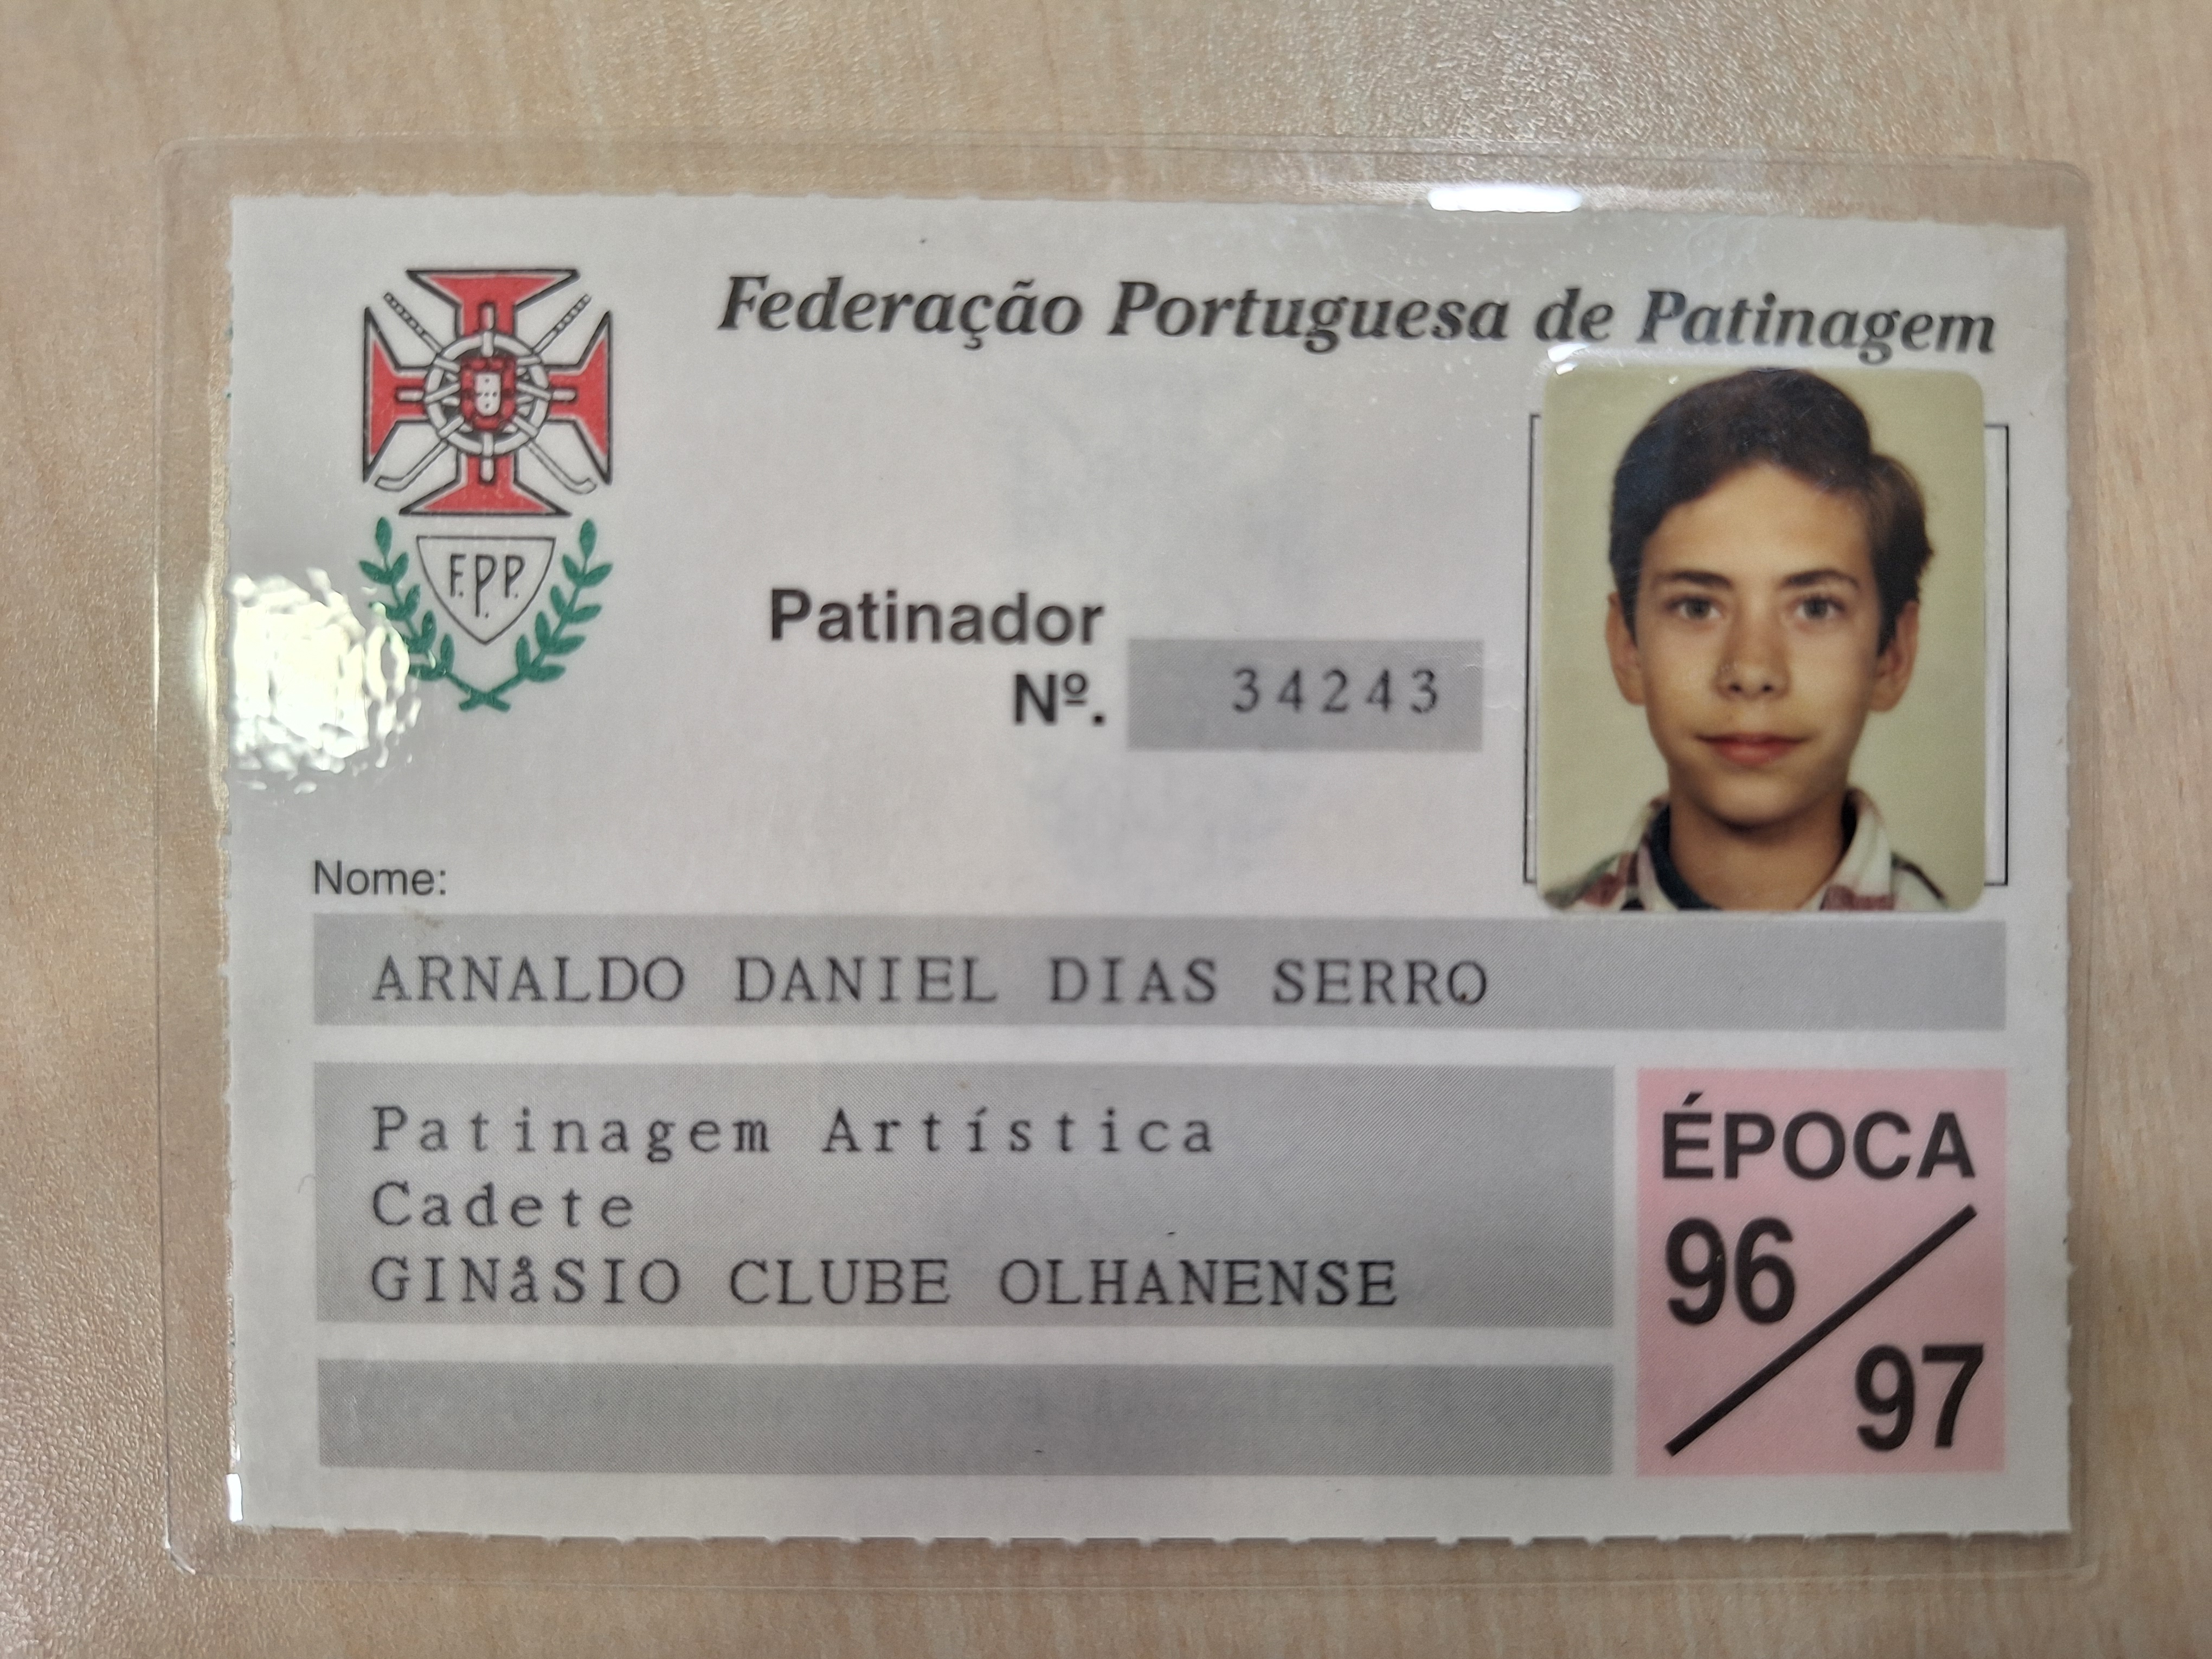 Federação Portuguesa de Patinagem
F.P.P.
Patinador
Nº. 34243
Nome:
ARNALDO DANIEL DIAS SERRO
Patinagem Artística
Cadete
GINåSIO CLUBE OLHANENSE
ÉPOCA
96/
97